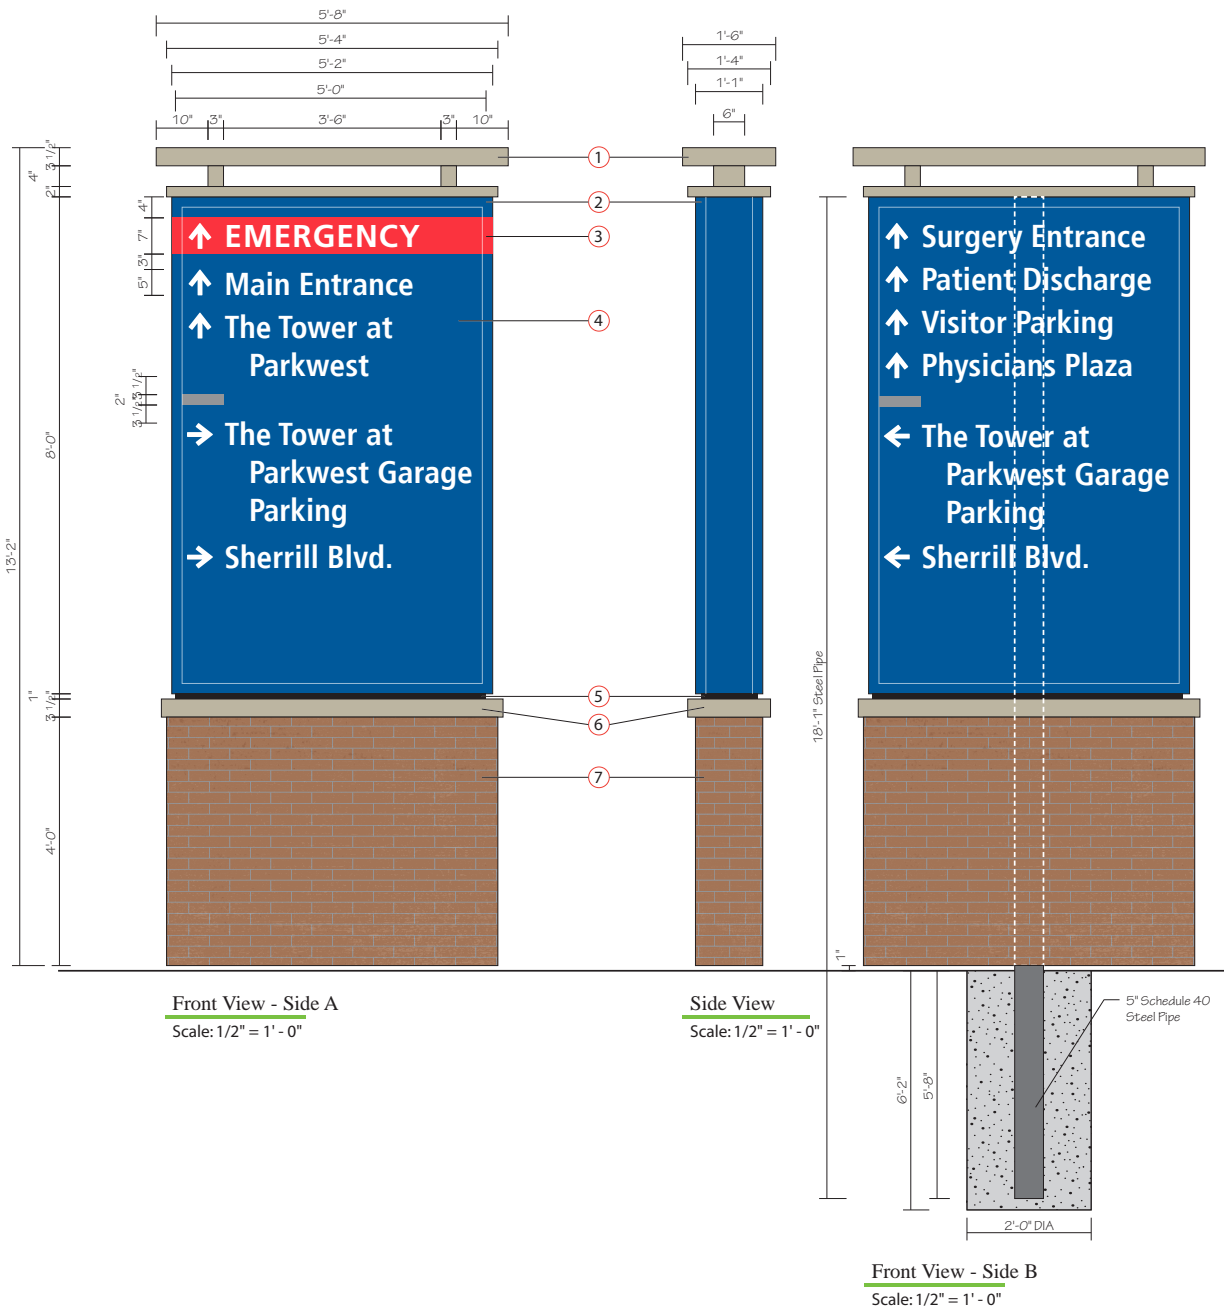 5'-8"
5'-4"
5'-2"
5'-0"
10" 3" 3'-6" 3" 10"
1'-6"
1'-4"
1'-1"
6"
13'-2"
3 1/2"
4"
2"
8'-0"
1"
3 1/2"
4'-0"
4"
7"
3"
5"
3 1/2"
2"
3 1/2"
1
2
3
4
5
6
7
EMERGENCY
Main Entrance
The Tower at
Parkwest
The Tower at
Parkwest Garage
Parking
Sherrill Blvd.
Surgery Entrance
Patient Discharge
Visitor Parking
Physicians Plaza
The Tower at
Parkwest Garage
Parking
Sherrill Blvd.
18'-1" Steel Pipe
1"
6'-2"
5'-8"
5" Schedule 40
Steel Pipe
2'-0" DIA
Front View - Side A
Scale: 1/2" = 1' - 0"
Side View
Scale: 1/2" = 1' - 0"
Front View - Side B
Scale: 1/2" = 1' - 0"